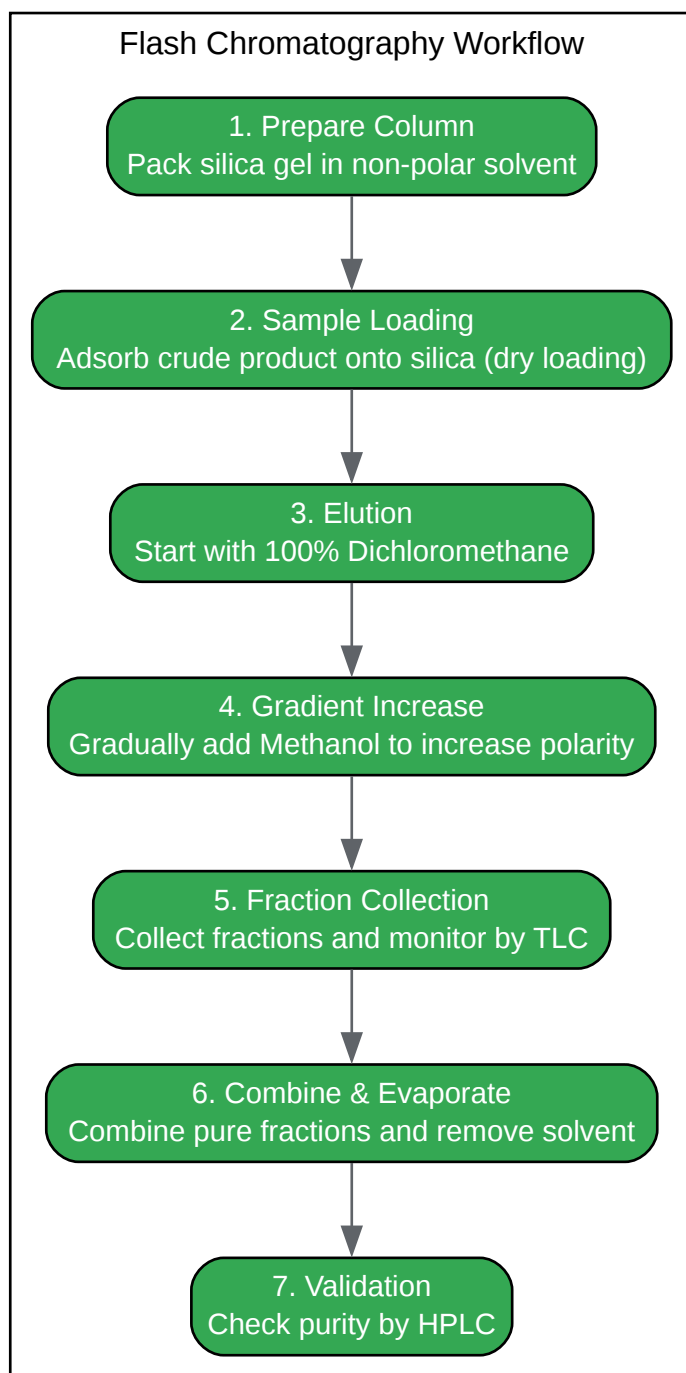 Flash Chromatography Workflow
1. Prepare Column
Pack silica gel in non-polar solvent
2. Sample Loading
Adsorb crude product onto silica (dry loading)
3. Elution
Start with 100% Dichloromethane
4. Gradient Increase
Gradually add Methanol to increase polarity
5. Fraction Collection
Collect fractions and monitor by TLC
6. Combine & Evaporate
Combine pure fractions and remove solvent
7. Validation
Check purity by HPLC